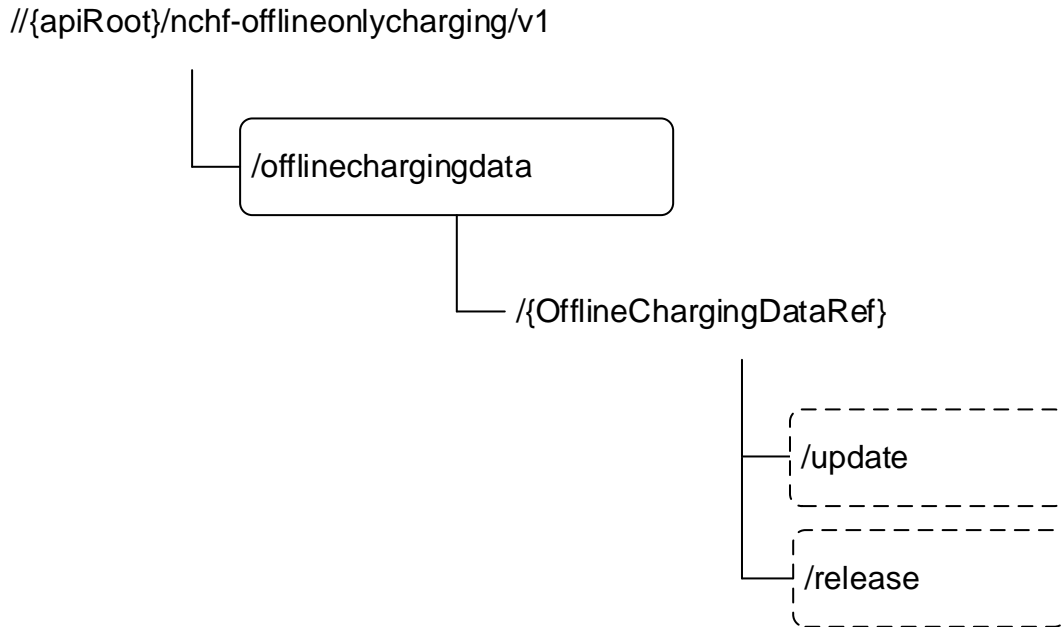 //{apiRoot}/nchf-offlineonlycharging/v1
/offlinechargingdata
/{OfflineChargingDataRef}
/update
/release